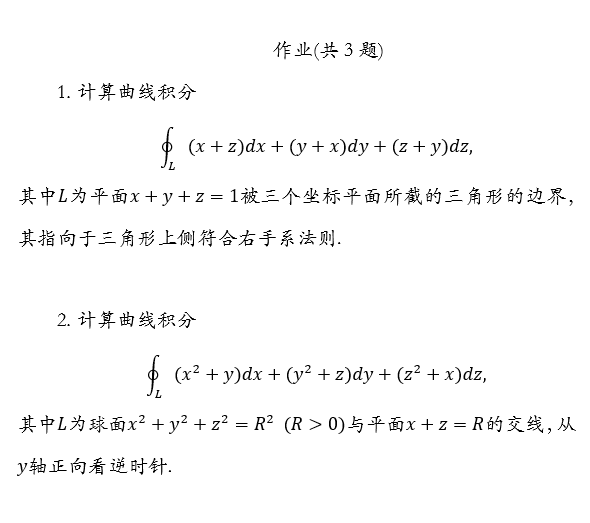 作业(共 3 题)
1. 计算曲线积分
∮_L (x + z)dx + (y + x)dy + (z + y)dz,
其中L为平面x + y + z = 1被三个坐标平面所截的三角形的边界,
其指向于三角形上侧符合右手系法则.
2. 计算曲线积分
∮_L (x² + y)dx + (y² + z)dy + (z² + x)dz,
其中L为球面x² + y² + z² = R² (R > 0)与平面x + z = R的交线, 从
y轴正向看逆时针.